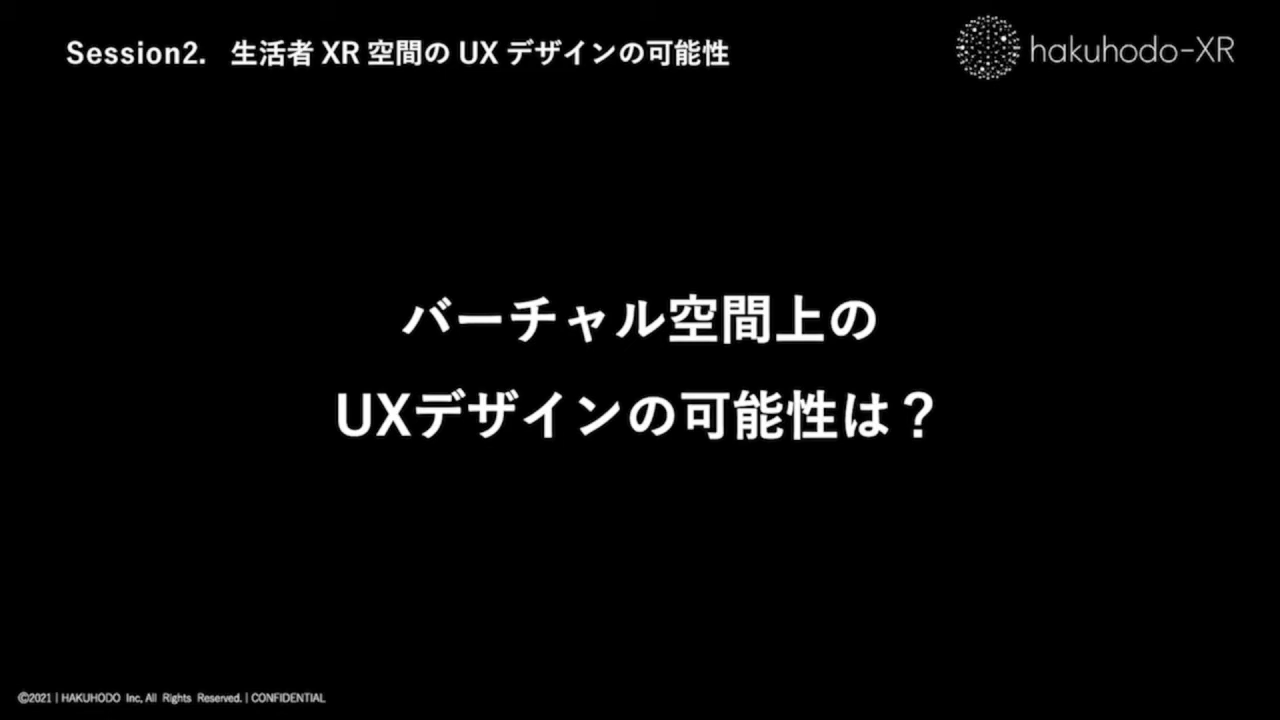 Session2. 生活者 XR 空間の UX デザインの可能性
hakuhodo-XR
バーチャル空間上の
UXデザインの可能性は？
©2021 | HAKUHODO Inc, All Rights Reserved. | CONFIDENTIAL